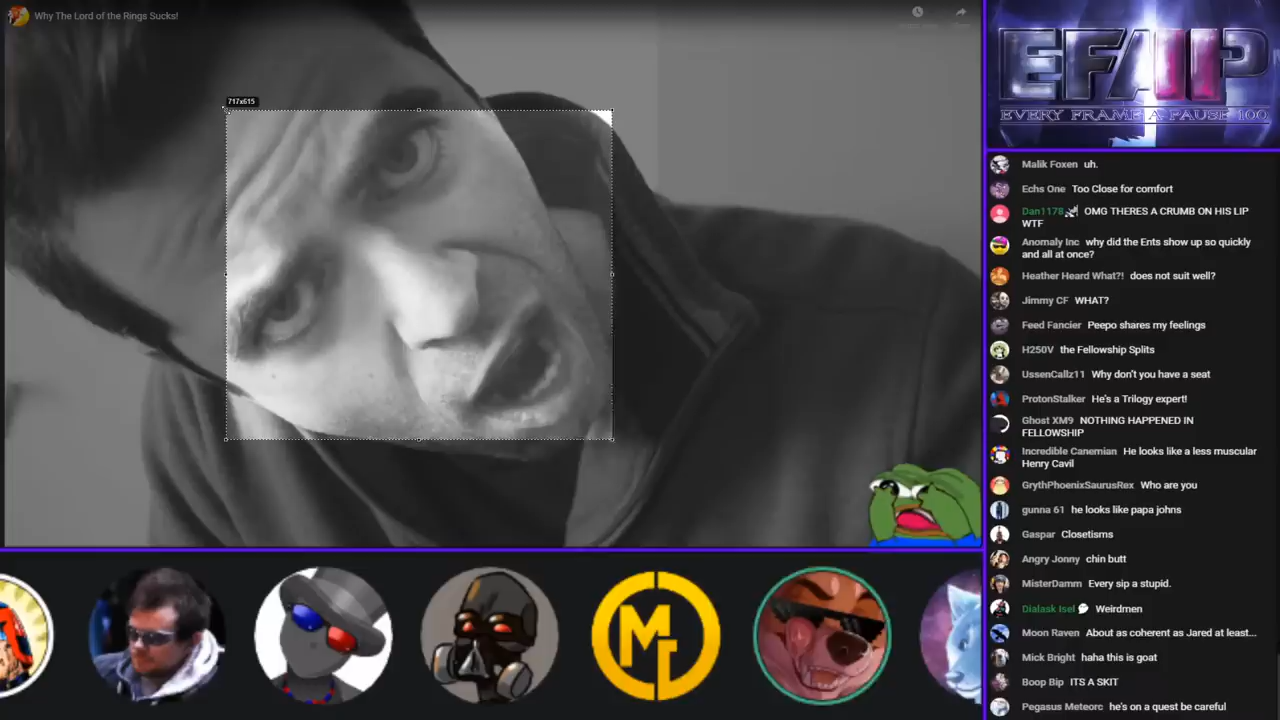 Why The Lord of the Rings Sucks!
717x615
EFAP
EVERY FRAME A PAUSE 100
Malik Foxen uh.
Echs One Too Close for comfort
Dan1178 OMG THERES A CRUMB ON HIS LIP
WTF
Anomaly Inc why did the Ents show up so quickly
and all at once?
Heather Heard What?! does not suit well?
Jimmy CF WHAT?
Feed Fancier Peepo shares my feelings
H250V the Fellowship Splits
UssenCallz11 Why don't you have a seat
ProtonStalker He's a Trilogy expert!
Ghost XM9 NOTHING HAPPENED IN
FELLOWSHIP
Incredible Canemian He looks like a less muscular
Henry Cavil
GrythPhoenixSaurusRex Who are you
gunna 61 he looks like papa johns
Gaspar Closetisms
Angry Jonny chin butt
MisterDamm Every sip a stupid.
Dialask Isel Weirdmen
Moon Raven About as coherent as Jared at least...
Mick Bright haha this is goat
Boop Bip ITS A SKIT
Pegasus Meteorc he's on a quest be careful